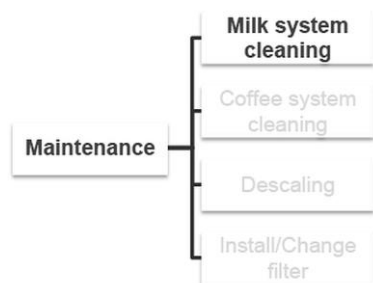 Milk system
cleaning
Coffee system
cleaning
Maintenance
Descaling
Install/Change
filter